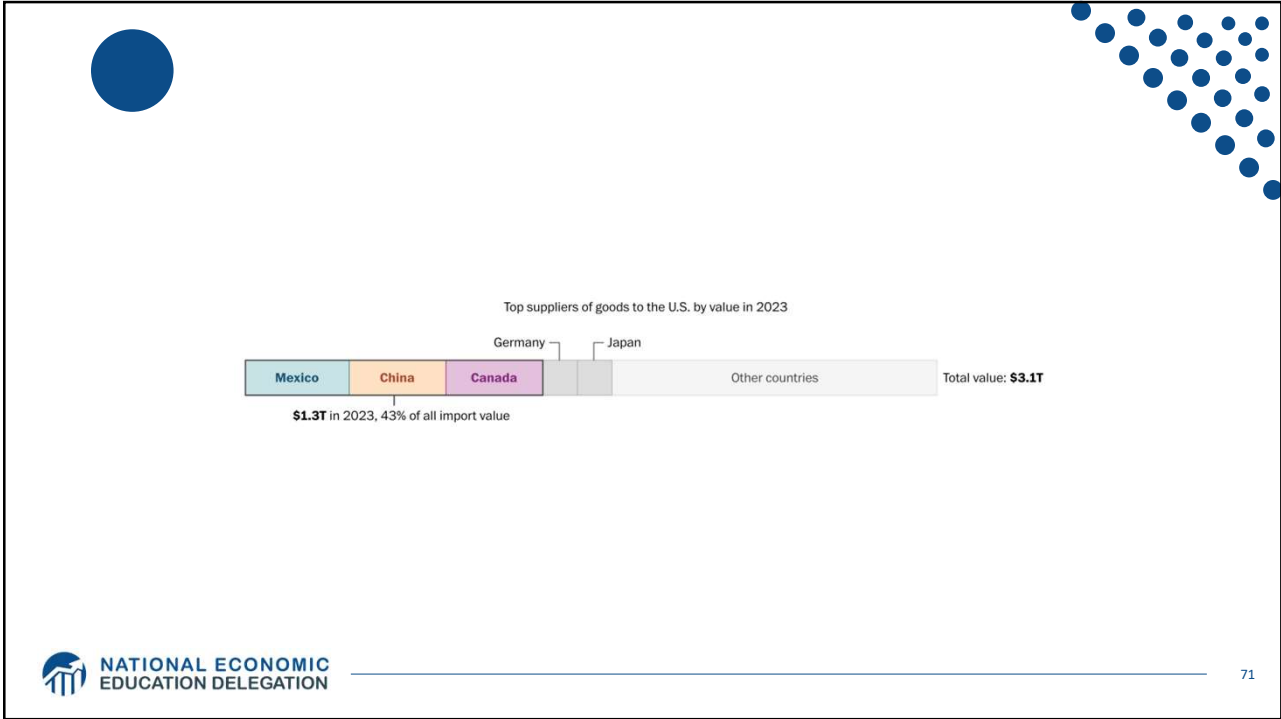 Top suppliers of goods to the U.S. by value in 2023
Germany
Japan
Mexico
China
Canada
Other countries
Total value: $3.1T
$1.3T in 2023, 43% of all import value
NATIONAL ECONOMIC
EDUCATION DELEGATION
71